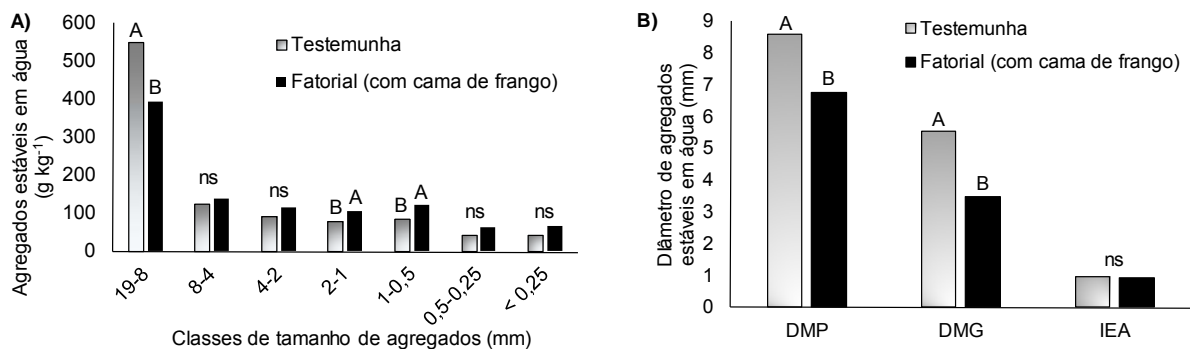 A)
Agregados estáveis em água
(g kg⁻¹)
600
500
400
300
200
100
0
Testemunha
Fatorial (com cama de frango)
A
B
ns
ns
B A
B A
ns
ns
19-8
8-4
4-2
2-1
1-0,5
0,5-0,25
< 0,25
Classes de tamanho de agregados (mm)
B)
DIâmetro de agregados
estáveis em água (mm)
9
8
7
6
5
4
3
2
1
0
Testemunha
Fatorial (com cama de frango)
A
B
A
B
ns
DMP
DMG
IEA